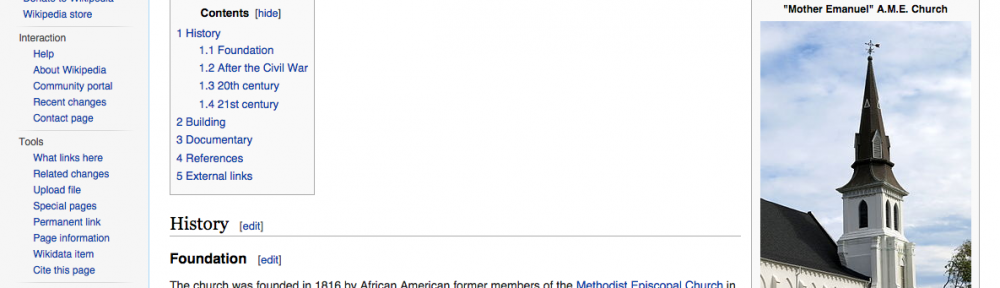 Donate to Wikipedia
Wikipedia store
Interaction
Help
About Wikipedia
Community portal
Recent changes
Contact page
Tools
What links here
Related changes
Upload file
Special pages
Permanent link
Page information
Wikidata item
Cite this page
Contents [hide]
1 History
1.1 Foundation
1.2 After the Civil War
1.3 20th century
1.4 21st century
2 Building
3 Documentary
4 References
5 External links
History [edit]
Foundation [edit]
The church was founded in 1816 by African American former members of the Methodist Episcopal Church in
"Mother Emanuel" A.M.E. Church